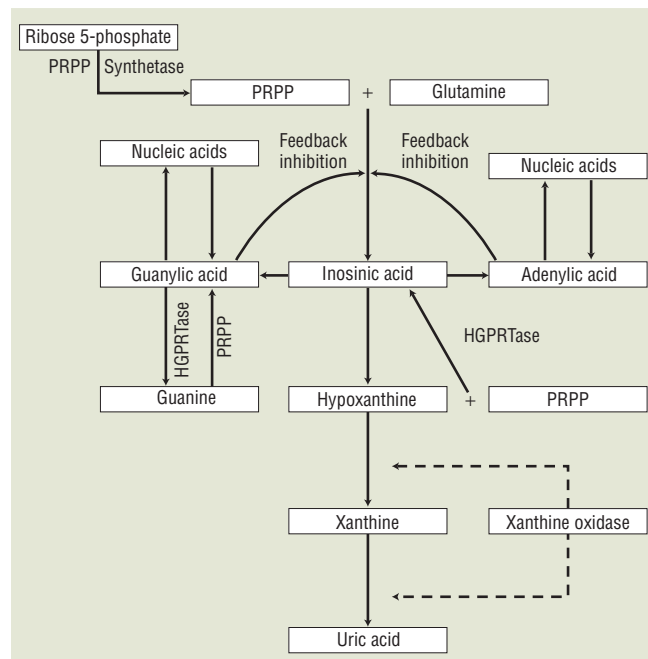 Ribose 5-phosphate
PRPP Synthetase
PRPP + Glutamine
Feedback
inhibition
Feedback
inhibition
Nucleic acids
Nucleic acids
Guanylic acid
Inosinic acid
Adenylic acid
HGPRTase
PRPP
HGPRTase
Guanine
Hypoxanthine + PRPP
Xanthine
Xanthine oxidase
Uric acid